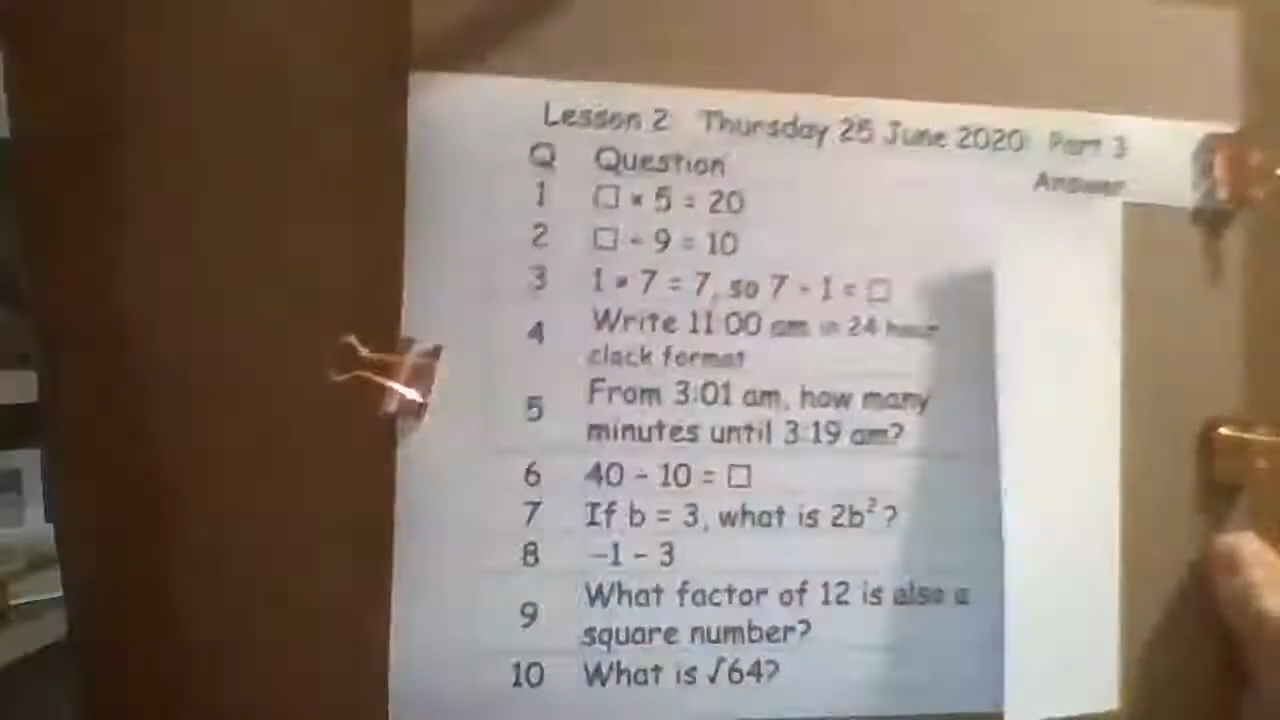 Lesson 2 Thursday 25 June 2020 Part 3
Q Question Answer
1 □ × 5 = 20
2 □ ÷ 9 = 10
3 1 × 7 = 7, so 7 ÷ 1 = □
4 Write 11:00 am in 24 hour
clock format
5 From 3:01 am, how many
minutes until 3:19 am?
6 40 - 10 = □
7 If b = 3, what is 2b²?
8 -1 - 3
9 What factor of 12 is also a
square number?
10 What is √64?